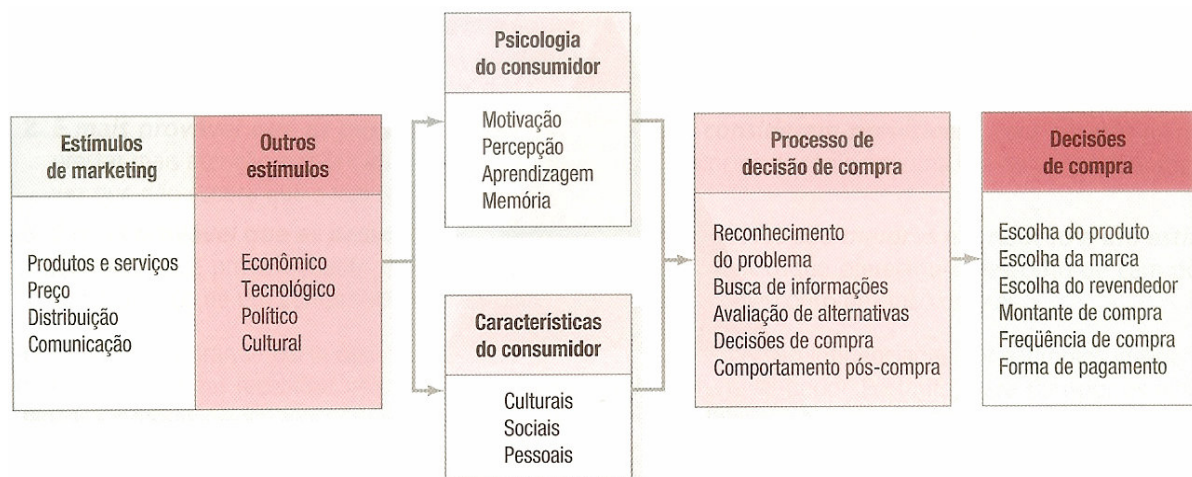 Estímulos
de marketing
Produtos e serviços
Preço
Distribuição
Comunicação
Outros
estímulos
Econômico
Tecnológico
Político
Cultural
Psicologia
do consumidor
Motivação
Percepção
Aprendizagem
Memória
Características
do consumidor
Culturais
Sociais
Pessoais
Processo de
decisão de compra
Reconhecimento
do problema
Busca de informações
Avaliação de alternativas
Decisões de compra
Comportamento pós-compra
Decisões
de compra
Escolha do produto
Escolha da marca
Escolha do revendedor
Montante de compra
Freqüência de compra
Forma de pagamento